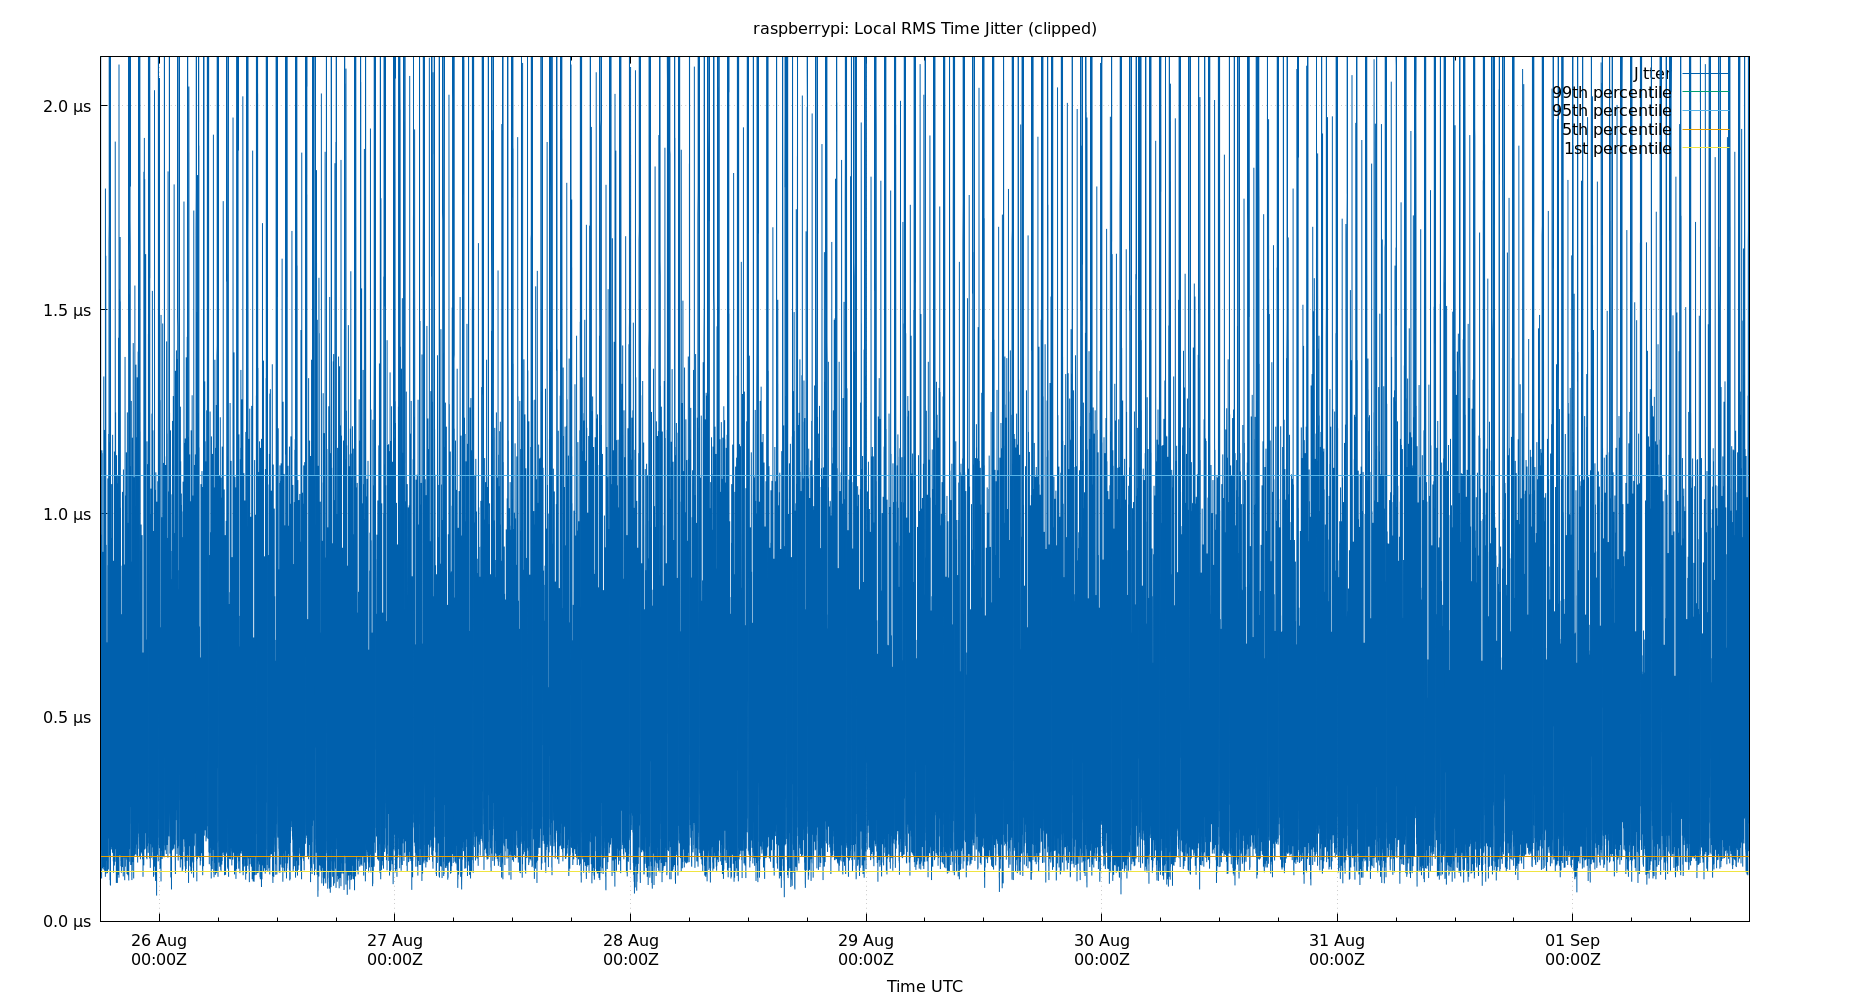 raspberrypi: Local RMS Time Jitter (clipped)
Jitter
99th percentile
95th percentile
5th percentile
1st percentile
2.0 µs
1.5 µs
1.0 µs
0.5 µs
0.0 µs
26 Aug 27 Aug 28 Aug 29 Aug 30 Aug 31 Aug 01 Sep
00:00Z 00:00Z 00:00Z 00:00Z 00:00Z 00:00Z 00:00Z
Time UTC